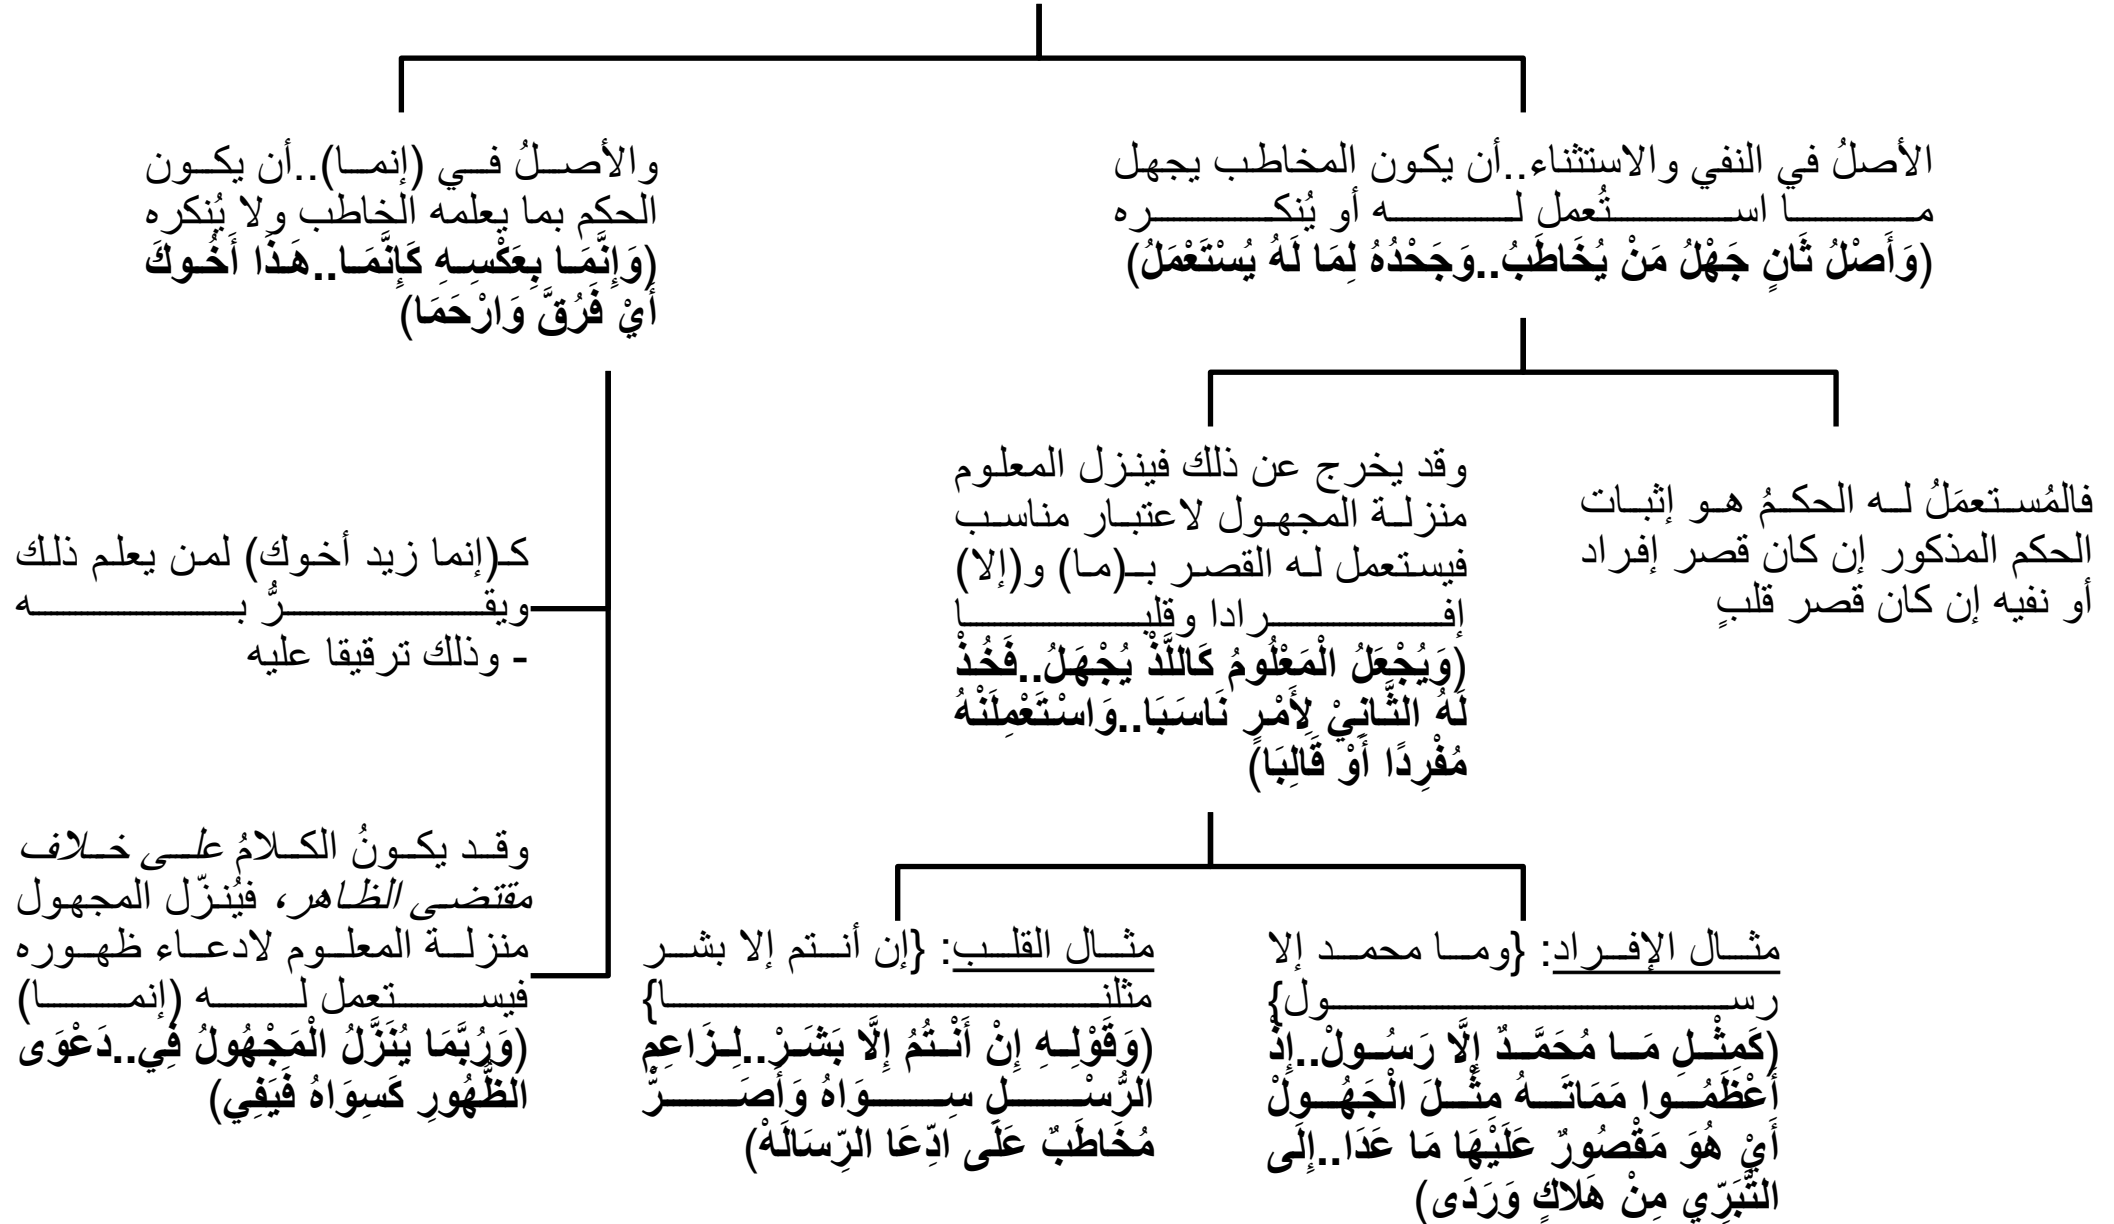 الأصلُ في النفي والاستثناء..أن يكون المخاطب يجهل
ما استُعمل له أو يُنكره
(وَأَصْلُ ثَانٍ جَهْلُ مَنْ يُخَاطَبُ..وَجَحْدُهُ لِمَا لَهُ يُسْتَعْمَلُ)
والأصلُ في (إنما)..أن يكون
الحكم بما يعلمه الخاطب ولا يُنكره
(وَإِنَّمَا بِعَكْسِهِ كَإِنَّمَا..هَذَا أَخُوكَ
أَيْ فَرُقَّ وَارْحَمَا)
فالمُستعمَلُ له الحكمُ هو إثبات
الحكم المذكور إن كان قصر إفراد
أو نفيه إن كان قصر قلبٍ
وقد يخرج عن ذلك فينزل المعلوم
منزلة المجهول لاعتبار مناسب
فيستعمل له القصر بـ(ما) و(إلا)
إفرادا وقلبا
(وَيُجْعَلُ الْمَعْلُومُ كَاللَّذْ يُجْهَلُ..فَخُذْ
لَهُ الثَّانِيْ لِأَمْرٍ نَاسَبَا..وَاسْتَعْمِلَنْهُ
مُفْرِدًا أَوْ قَالِبَا)
كـ(إنما زيد أخوك) لمن يعلم ذلك
ويقرُّ به
- وذلك ترقيقا عليه
وقد يكونُ الكلامُ على خلاف
مقتضى الظاهر، فيُنزّل المجهول
منزلة المعلوم لادعاء ظهوره
فيستعمل له (إنما)
(وَرُبَّمَا يُنَزَّلُ الْمَجْهُولُ فِي..دَعْوَى
الظُّهُورِ كَسِوَاهُ فَيَفِي)
مثال الإفراد: {وما محمد إلا
رسول}
(كَمِثْلِ مَا مُحَمَّدٌ إِلَّا رَسُولْ..إِذْ
أَعْظَمُوا مَمَاتَهُ مِثْلَ الْجَهُولْ
أَيْ هُوَ مَقْصُورٌ عَلَيْهَا مَا عَدَا..إِلَى
التَّبَرِّي مِنْ هَلاكٍ وَرَدَى)
مثال القلب: {إن أنتم إلا بشر
مثلنا}
(وَقَوْلِهِ إِنْ أَنْتُمُ إِلَّا بَشَرْ..لِزَاعِمِ
الرُّسْلِ سِوَاهُ وَأَصَرّْ
مُخَاطَبٌ عَلَى ادِّعَا الرِّسَالَهْ)